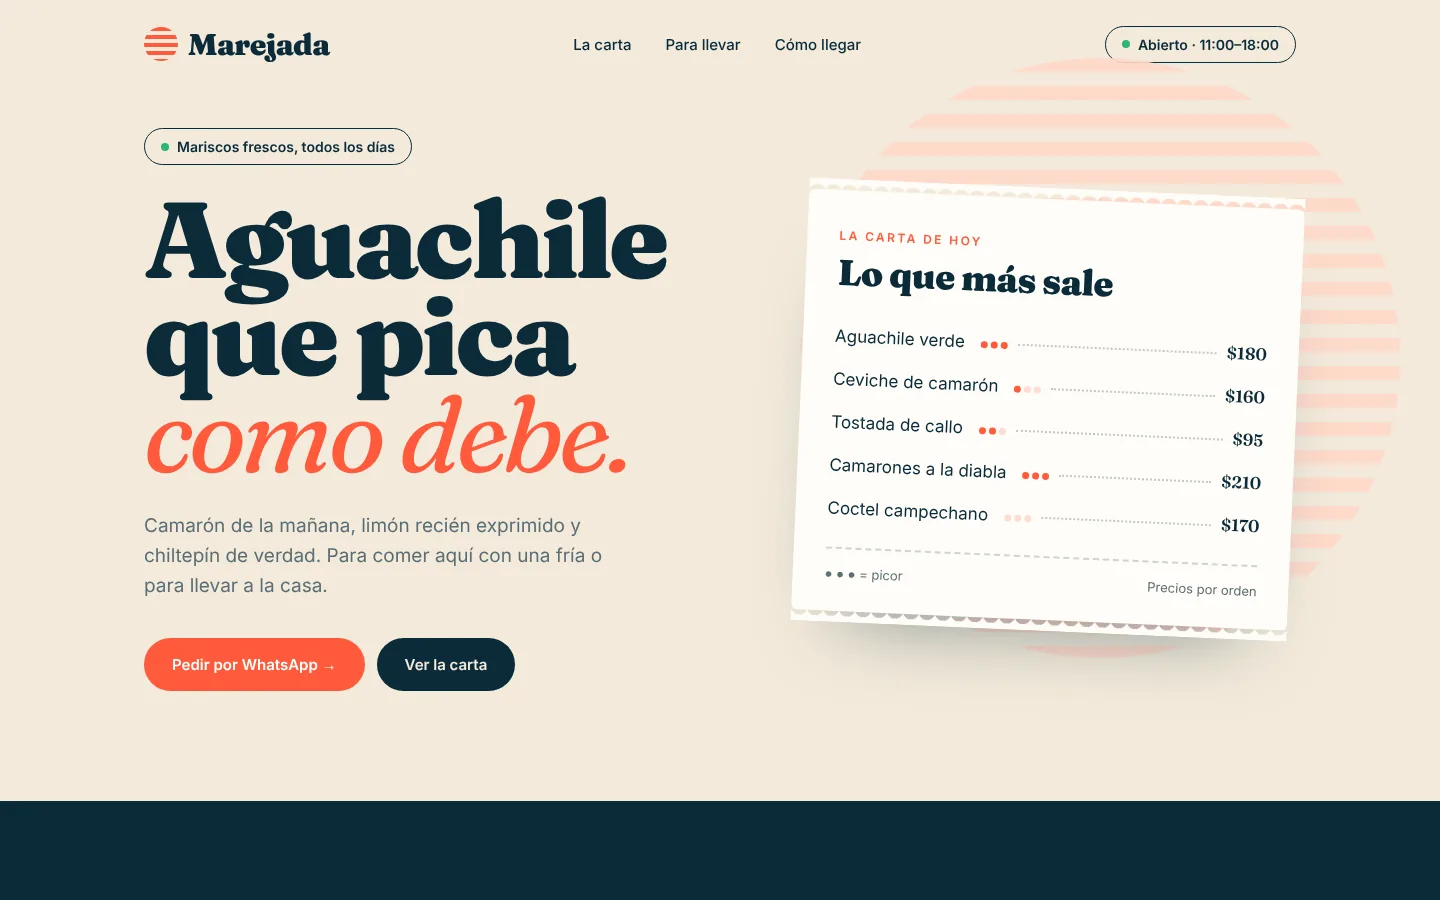 Marejada
La carta
Para llevar
Cómo llegar
Abierto · 11:00–18:00
Mariscos frescos, todos los días
Aguachile
que pica
como debe.
Camarón de la mañana, limón recién exprimido y
chiltepín de verdad. Para comer aquí con una fría o
para llevar a la casa.
Pedir por WhatsApp →
Ver la carta
LA CARTA DE HOY
Lo que más sale
Aguachile verde $180
Ceviche de camarón $160
Tostada de callo $95
Camarones a la diabla $210
Coctel campechano $170
● ● ● = picor
Precios por orden